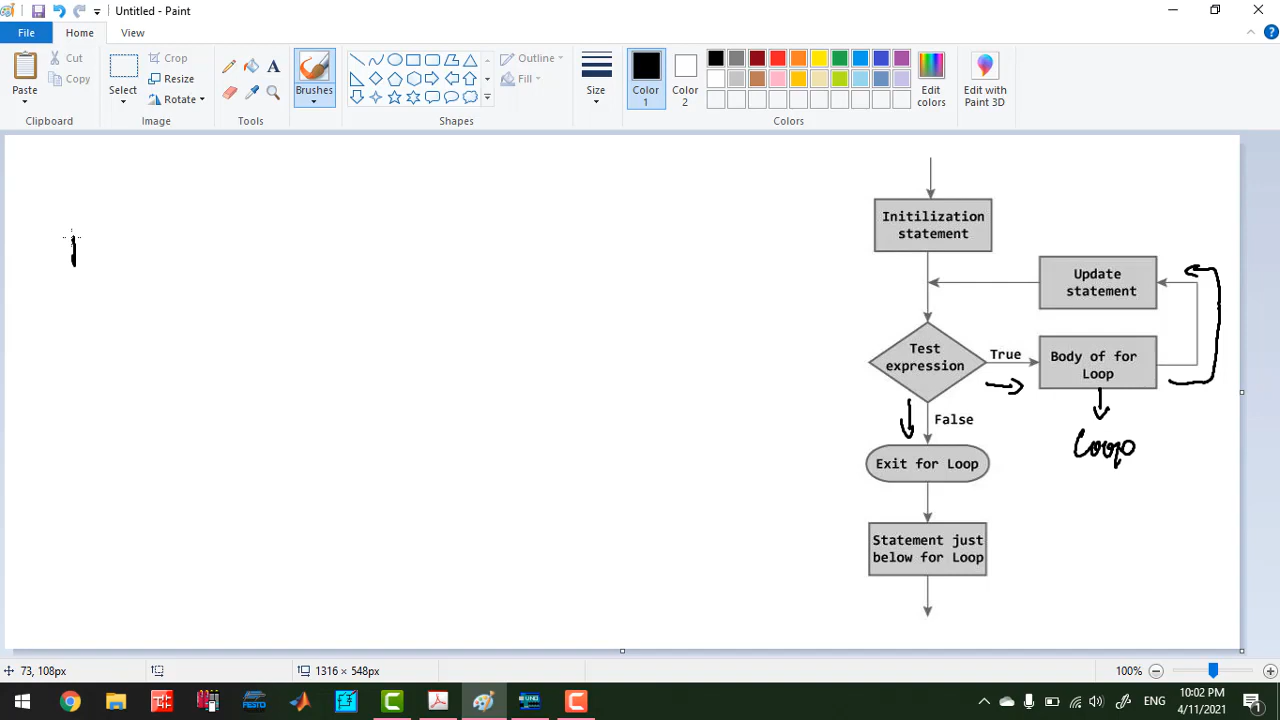 Untitled - Paint
File
Home
View
Paste
Cut
Copy
Clipboard
Select
Crop
Resize
Rotate
Image
Tools
Brushes
Outline
Fill
Shapes
Size
Color
1
Color
2
Edit
colors
Edit with
Paint 3D
Colors
Initilization
statement
Update
statement
Test
expression
True
Body of for
Loop
False
Loop
Exit for Loop
Statement just
below for Loop
73, 108px
1316 × 548px
100%
FESTO
ENG
10:02 PM
4/11/2021
1